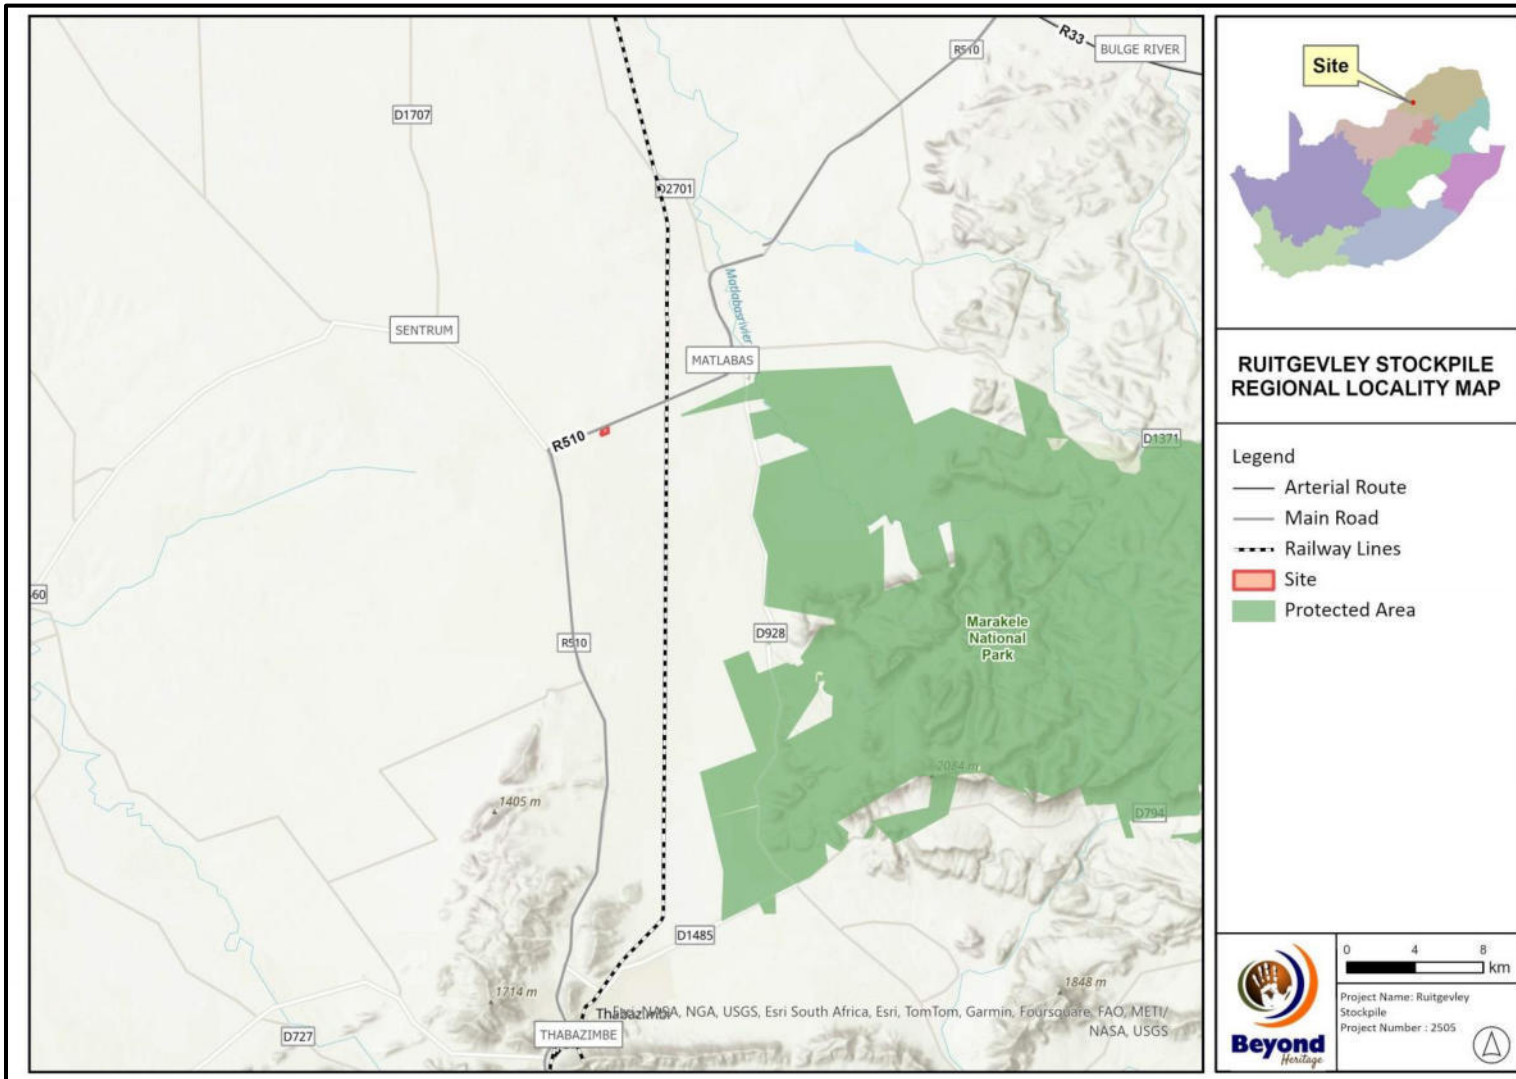 R510
R33
BULGE RIVER
D1707
D2701
Matlabasrivier
SENTRUM
MATLABAS
R510
D1371
60
R510
D928
Marakele
National
Park
2084 m
1405 m
D794
D1485
1714 m
1848 m
Thabazimbi
Esri, NASA, NGA, USGS, Esri South Africa, Esri, TomTom, Garmin, Foursquare, FAO, METI/
NASA, USGS
D727
THABAZIMBE
Site
RUITGEVLEY STOCKPILE
REGIONAL LOCALITY MAP
Legend
Arterial Route
Main Road
Railway Lines
Site
Protected Area
Beyond
Heritage
0 4 8
km
Project Name: Ruitgevley
Stockpile
Project Number : 2505